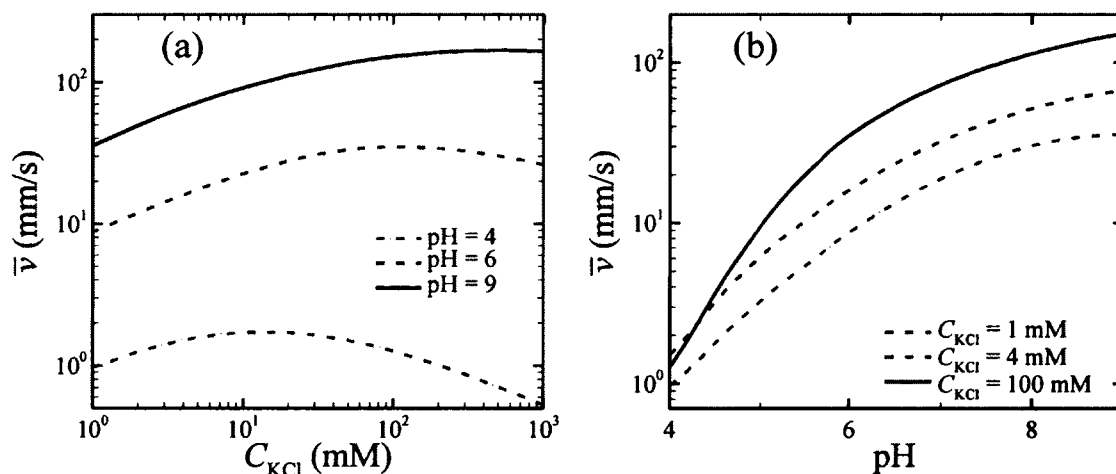 (a)
10²
10¹
10⁰
v̅ (mm/s)
pH = 4
pH = 6
pH = 9
10⁰ 10¹ 10² 10³
C_KCl (mM)
(b)
10²
10¹
10⁰
v̅ (mm/s)
C_KCl = 1 mM
C_KCl = 4 mM
C_KCl = 100 mM
4 6 8
pH